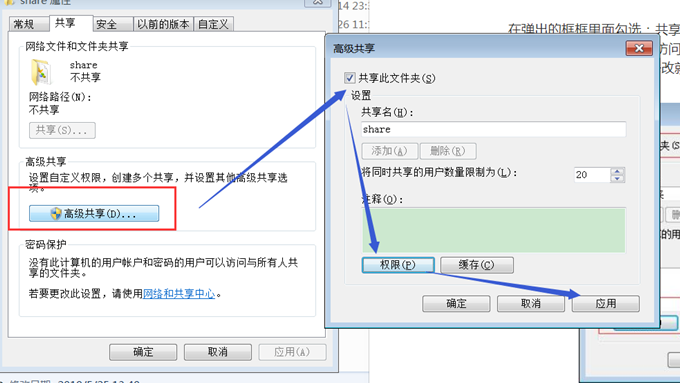 share 属性
常规 共享 安全 以前的版本 自定义
网络文件和文件夹共享
share
不共享
网络路径(N):
不共享
共享(S)...
高级共享
设置自定义权限，创建多个共享，并设置其他高级共享选
项。
高级共享(D)...
密码保护
没有此计算机的用户帐户和密码的用户可以访问与所有人共
享的文件夹。
若要更改此设置，请使用网络和共享中心。
确定 取消 应用(A)
高级共享
共享此文件夹(S)
设置
共享名(H):
share
添加(A) 删除(R)
将同时共享的用户数量限制为(L): 20
注释(O):
权限(P) 缓存(C)
确定 取消 应用
在弹出的框框里面勾选：共享
访问
改就